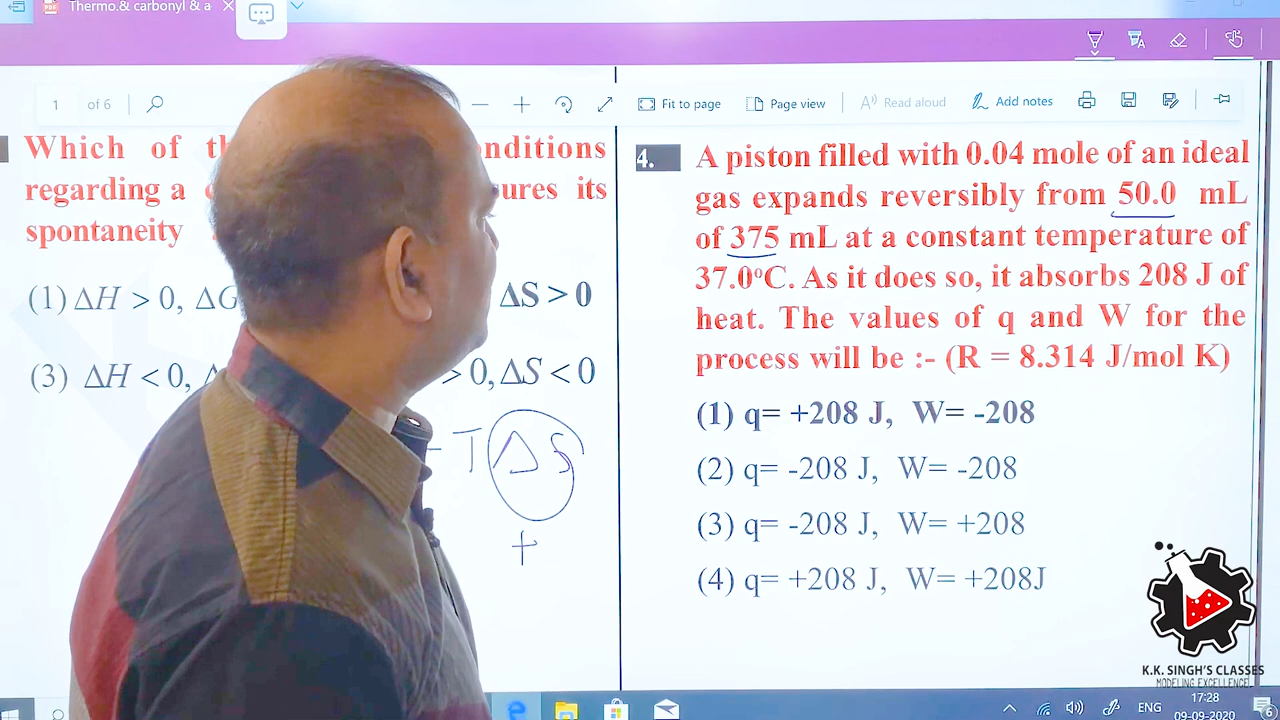 Thermo.& carbonyl & a
1 of 6
Fit to page
Page view
Read aloud
Add notes
Which of
nditions
regarding a
ures its
spontaneity
(1) ΔH > 0,
ΔS > 0
(3) ΔH < 0,
> 0, ΔS < 0
- T ΔS
+
4. A piston filled with 0.04 mole of an ideal
gas expands reversibly from 50.0 mL
of 375 mL at a constant temperature of
37.0°C. As it does so, it absorbs 208 J of
heat. The values of q and W for the
process will be :- (R = 8.314 J/mol K)
(1) q= +208 J, W= -208
(2) q= -208 J, W= -208
(3) q= -208 J, W= +208
(4) q= +208 J, W= +208J
K.K. SINGH'S CLASSES
MODELING EXCELLENCE!
ENG
17:28
09-09-2020
6